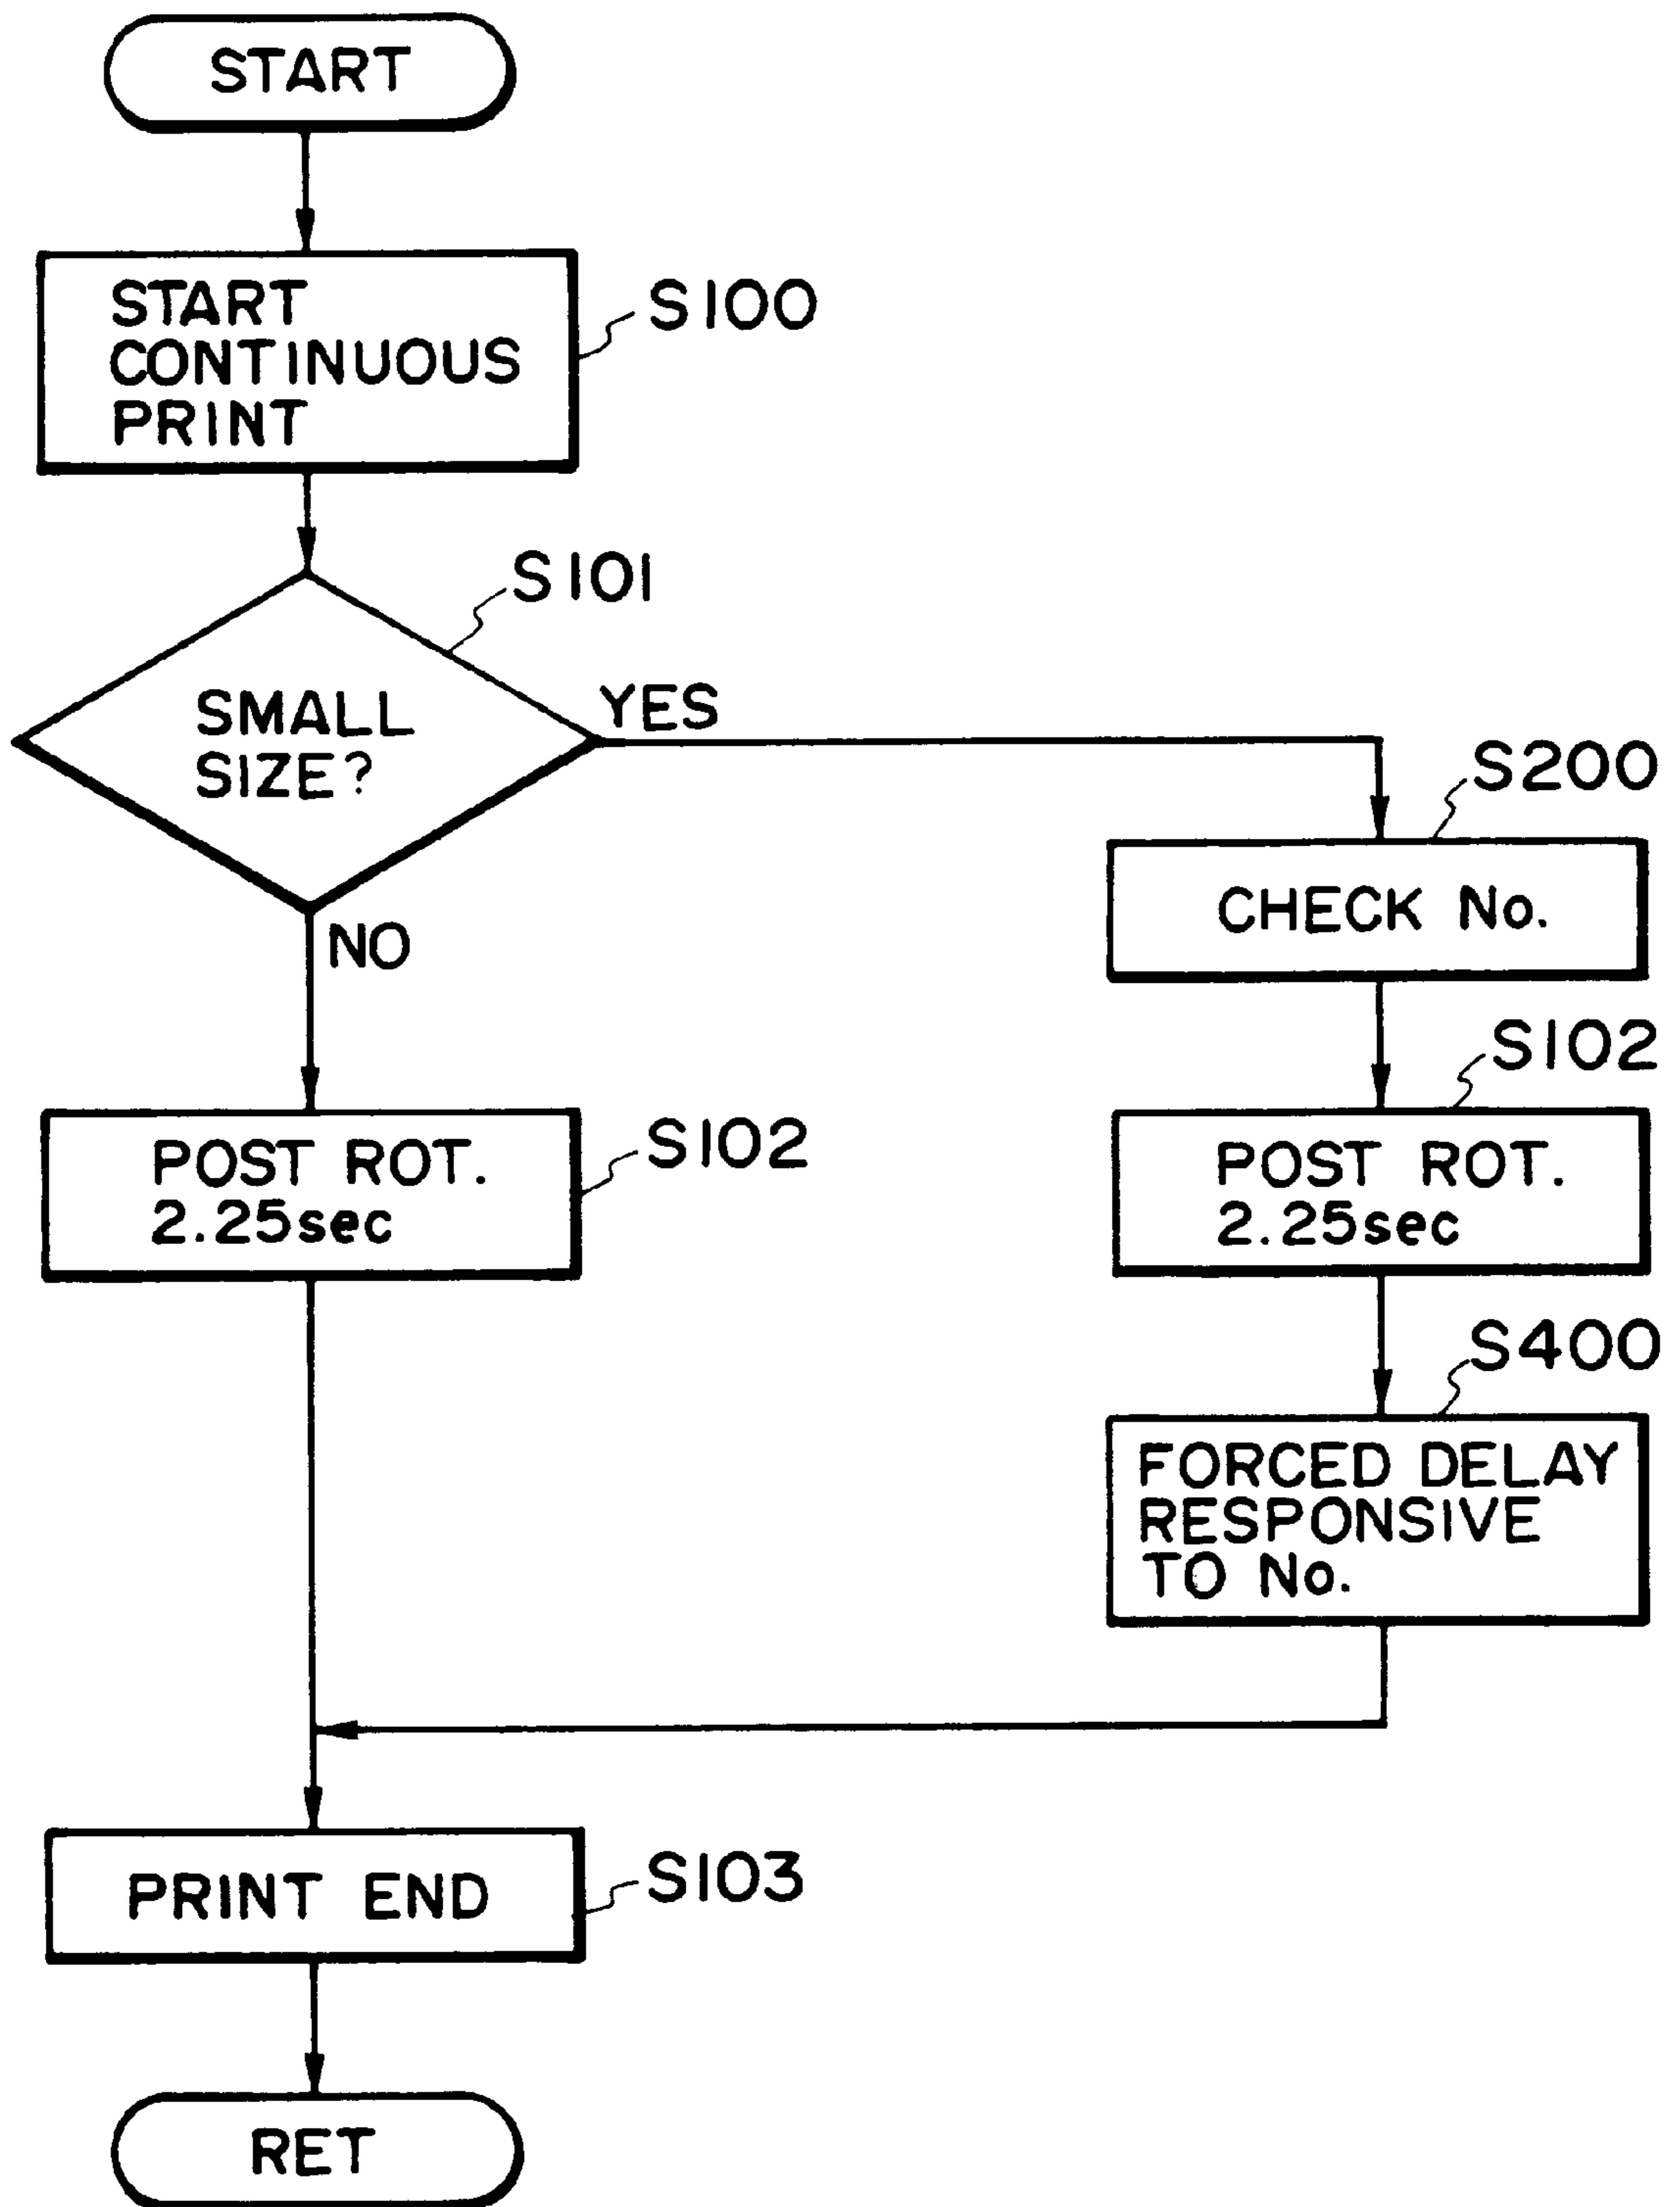 START
START
CONTINUOUS
PRINT
S100
S101
SMALL
SIZE?
YES
NO
S200
CHECK No.
S102
POST ROT.
2.25sec
S102
POST ROT.
2.25sec
S400
FORCED DELAY
RESPONSIVE
TO No.
PRINT END
S103
RET